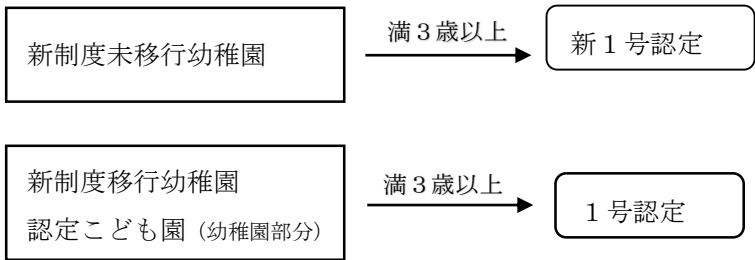 新制度未移行幼稚園
満３歳以上
新１号認定
新制度移行幼稚園
認定こども園（幼稚園部分）
満３歳以上
１号認定